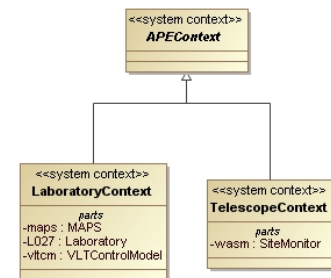 <<system context>>
APEContext
<<system context>>
LaboratoryContext
parts
-maps : MAPS
-L027 : Laboratory
-vltcm : VLTControlModel
<<system context>>
TelescopeContext
parts
-wasm : SiteMonitor